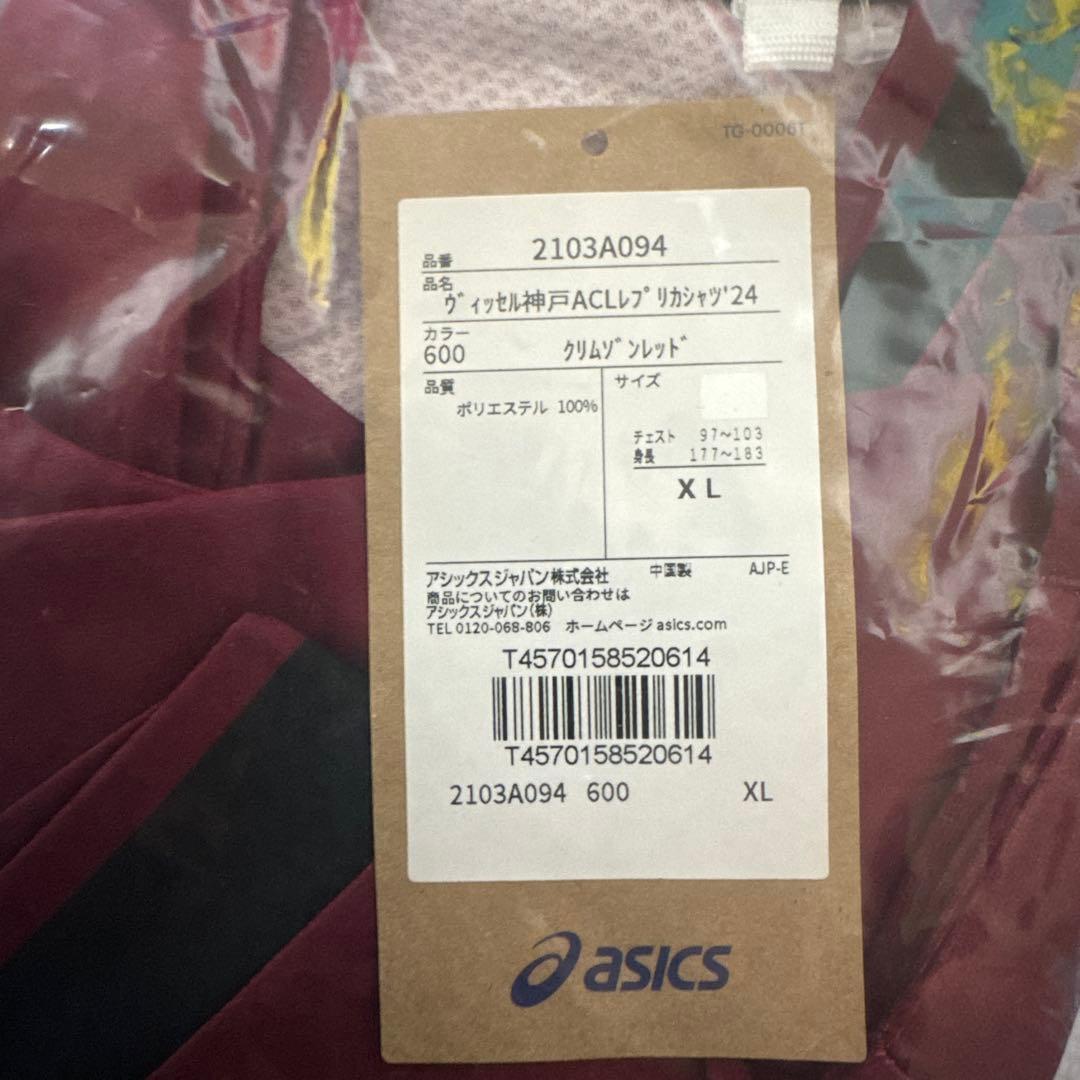 TG-0006T
品番 2103A094
品名
ヴィッセル神戸ACLレプリカシャツ'24
カラー
600 クリムゾンレッド
品質
ポリエステル 100%
サイズ
チェスト 97~103
身長 177~183
XL
アシックスジャパン株式会社 中国製 AJP-E
商品についてのお問い合わせは
アシックスジャパン(株)
TEL 0120-068-806 ホームページ asics.com
T4570158520614
T4570158520614
2103A094 600 XL
asics